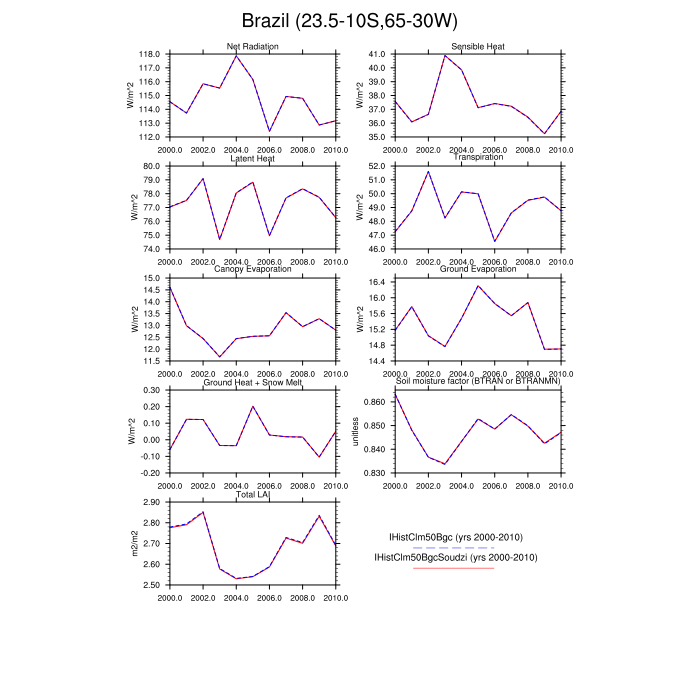 Brazil (23.5-10S,65-30W)
Net Radiation
Sensible Heat
118.0
117.0
116.0
115.0
114.0
113.0
112.0
W/m^2
2000.0 2002.0 2004.0 2006.0 2008.0 2010.0
41.0
40.0
39.0
38.0
37.0
36.0
35.0
W/m^2
2000.0 2002.0 2004.0 2006.0 2008.0 2010.0
Latent Heat
Transpiration
80.0
79.0
78.0
77.0
76.0
75.0
74.0
W/m^2
2000.0 2002.0 2004.0 2006.0 2008.0 2010.0
52.0
51.0
50.0
49.0
48.0
47.0
46.0
W/m^2
2000.0 2002.0 2004.0 2006.0 2008.0 2010.0
Canopy Evaporation
Ground Evaporation
15.0
14.5
14.0
13.5
13.0
12.5
12.0
11.5
W/m^2
2000.0 2002.0 2004.0 2006.0 2008.0 2010.0
16.4
16.0
15.6
15.2
14.8
14.4
W/m^2
2000.0 2002.0 2004.0 2006.0 2008.0 2010.0
Ground Heat + Snow Melt
Soil moisture factor (BTRAN or BTRANMN)
0.30
0.20
0.10
0.00
-0.10
-0.20
W/m^2
2000.0 2002.0 2004.0 2006.0 2008.0 2010.0
0.860
0.850
0.840
0.830
unitless
2000.0 2002.0 2004.0 2006.0 2008.0 2010.0
Total LAI
2.90
2.80
2.70
2.60
2.50
m2/m2
2000.0 2002.0 2004.0 2006.0 2008.0 2010.0
IHistClm50Bgc (yrs 2000-2010)
IHistClm50BgcSoudzi (yrs 2000-2010)